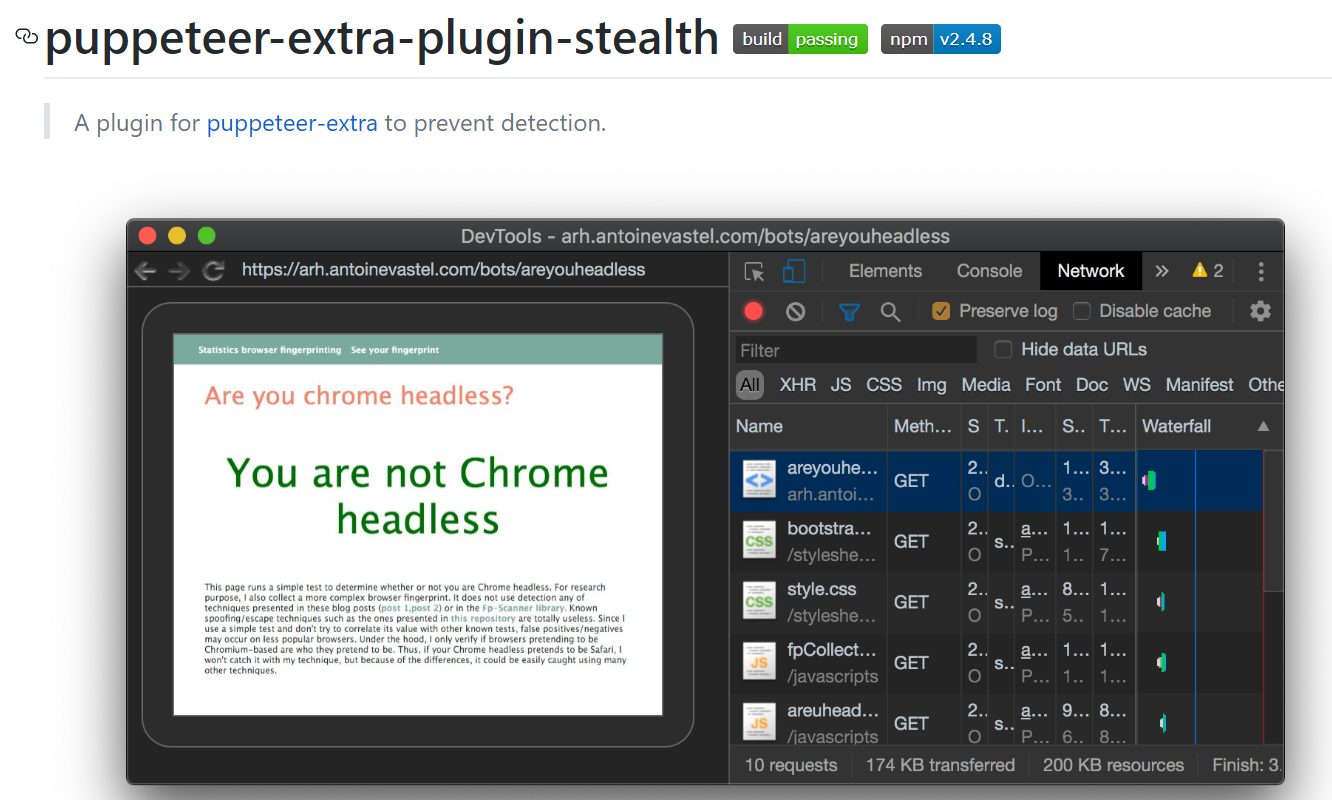 puppeteer-extra-plugin-stealth build passing npm v2.4.8
A plugin for puppeteer-extra to prevent detection.
DevTools - arh.antoinevastel.com/bots/areyouheadless
https://arh.antoinevastel.com/bots/areyouheadless
Statistics browser fingerprinting See your fingerprint
Are you chrome headless?
You are not Chrome
headless
This page runs a simple test to determine whether or not you are Chrome headless. For research
purpose, I also collect a more complex browser fingerprint. It does not use detection any of
techniques presented in these blog posts (post 1,post 2) or in the Fp-Scanner library. Known
spoofing/escape techniques such as the ones presented in this repository are totally useless. Since I
use a simple test and don't try to correlate its value with other known tests, false positives/negatives
may occur on less popular browsers. Under the hood, I only verify if browsers pretending to be
Chromium-based are who they pretend to be. Thus, if your Chrome headless pretends to be Safari, I
won't catch it with my technique, but because of the differences, it could be easily caught using many
other techniques.
Elements Console Network » 2
Preserve log Disable cache
Filter Hide data URLs
All XHR JS CSS Img Media Font Doc WS Manifest Othe
Name Meth... S T. I... S.. T... Waterfall
<> areyouhe... GET 2.. d.. O... 1... 3...
arh.antoi... O 3.. 3...
CSS bootstra... GET 2.. s.. a... 1... 1...
/styleshe... O P... 1.. 7...
CSS style.css GET 2.. s.. a... 8... 1...
/styleshe... O P... 5.. 1...
JS fpCollect... GET 2.. s.. a... 1... 1...
/javascripts O P... 1.. 1...
JS areuhead... GET 2.. s.. a... 9... 8...
/javascripts O P... 6.. 8...
10 requests 174 KB transferred 200 KB resources Finish: 3.